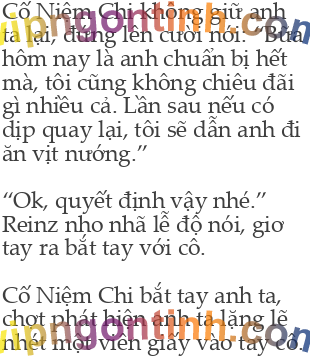 Cố Niệm Chi không giữ anh
ta lại, đứng lên cười nói: “Bữa
hôm nay là anh chuẩn bị hết
mà, tôi cũng không chiêu đãi
gì nhiều cả. Lần sau nếu có
dịp quay lại, tôi sẽ dẫn anh đi
ăn vịt nướng.”
“Ok, quyết định vậy nhé.”
Reinz nho nhã lễ độ nói, giơ
tay ra bắt tay với cô.
Cố Niệm Chi bắt tay anh ta,
chợt phát hiện anh ta lặng lẽ
nhét một viên giấy vào tay cô.
vipngontinh.com
vipngontinh.com